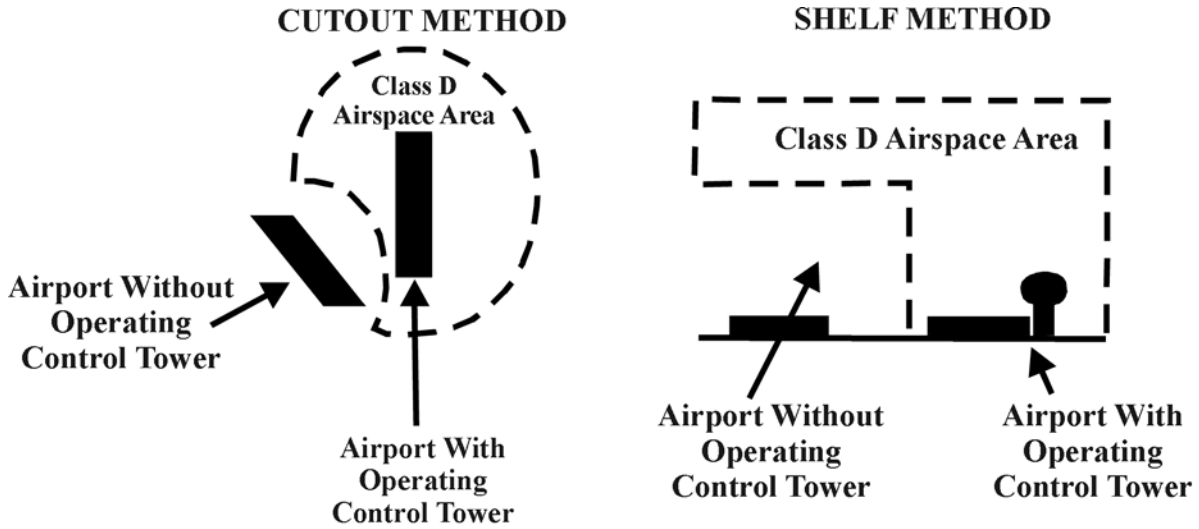 CUTOUT METHOD
Class D
Airspace Area
Airport Without
Operating
Control Tower
Airport With
Operating
Control Tower
SHELF METHOD
Class D Airspace Area
Airport Without
Operating
Control Tower
Airport With
Operating
Control Tower